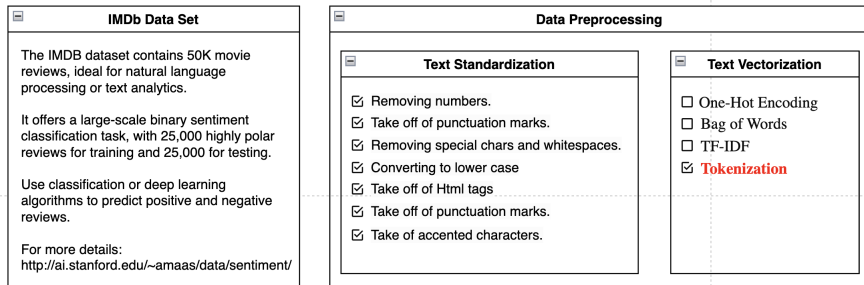 IMDb Data Set
The IMDB dataset contains 50K movie
reviews, ideal for natural language
processing or text analytics.
It offers a large-scale binary sentiment
classification task, with 25,000 highly polar
reviews for training and 25,000 for testing.
Use classification or deep learning
algorithms to predict positive and negative
reviews.
For more details:
http://ai.stanford.edu/~amaas/data/sentiment/
Data Preprocessing
Text Standardization
Removing numbers.
Take off of punctuation marks.
Removing special chars and whitespaces.
Converting to lower case
Take off of Html tags
Take off of punctuation marks.
Take of accented characters.
Text Vectorization
One-Hot Encoding
Bag of Words
TF-IDF
Tokenization